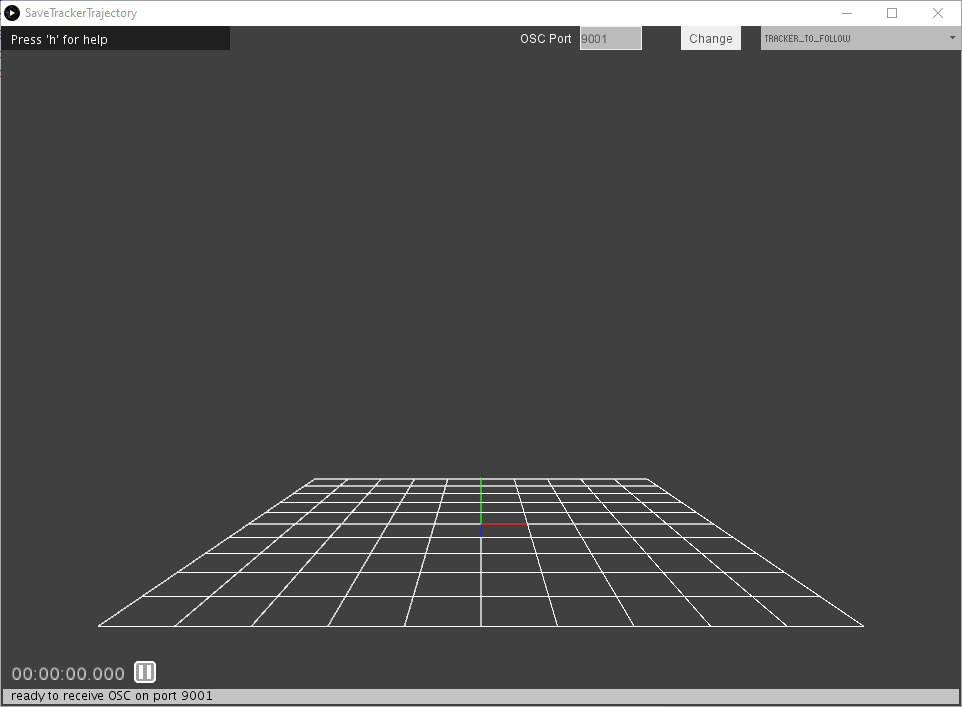 SaveTrackerTrajectory
Press 'h' for help
OSC Port
9001
Change
TRACKER_TO_FOLLOW
00:00:00.000
ready to receive OSC on port 9001